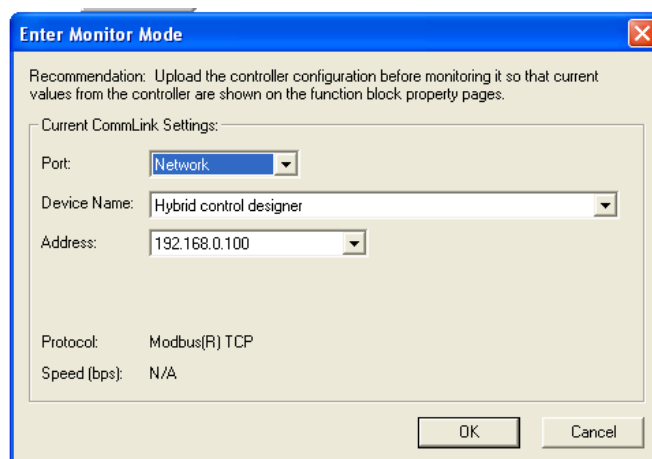 Enter Monitor Mode
Recommendation: Upload the controller configuration before monitoring it so that current
values from the controller are shown on the function block property pages.
Current CommLink Settings:
Port: Network
Device Name: Hybrid control designer
Address: 192.168.0.100
Protocol: Modbus(R) TCP
Speed (bps): N/A
OK Cancel